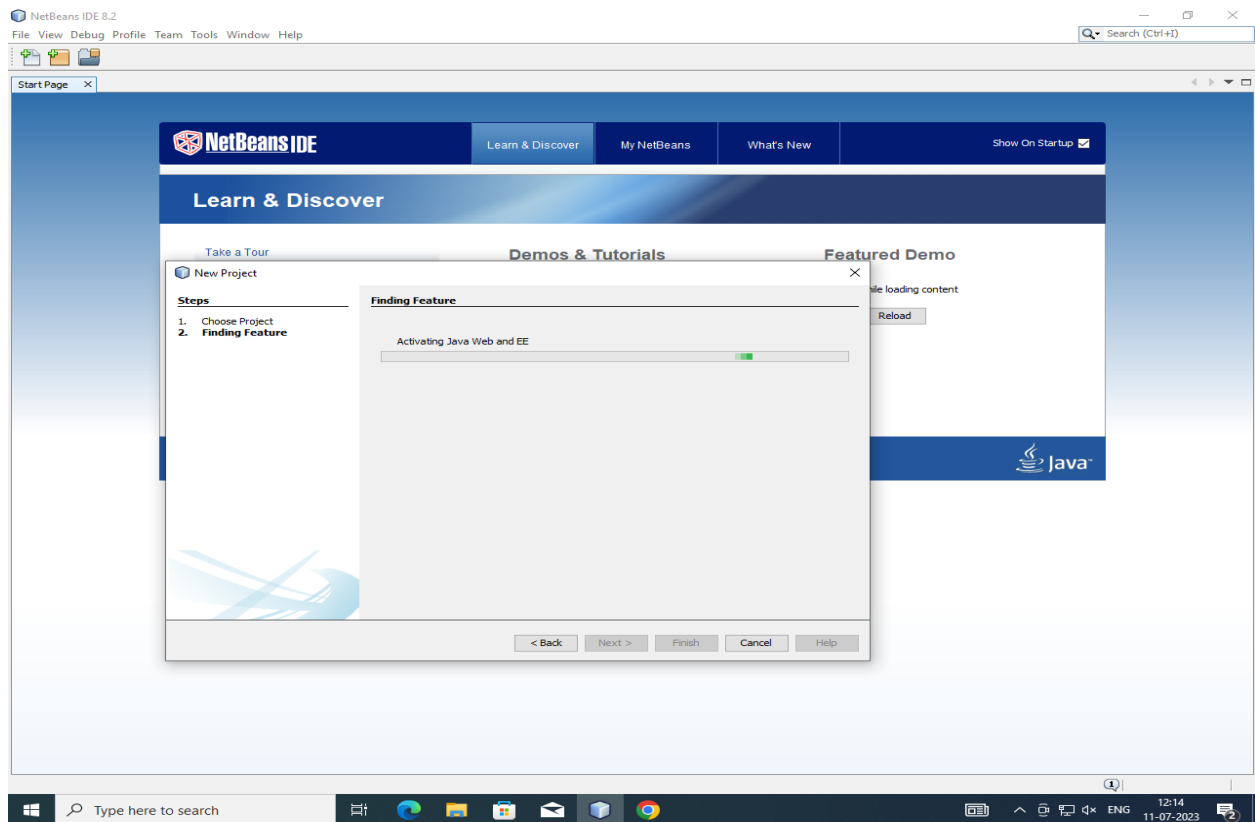 NetBeans IDE 8.2
File View Debug Profile Team Tools Window Help
Search (Ctrl+I)
Start Page
NetBeans IDE
Learn & Discover
My NetBeans
What's New
Show On Startup
Learn & Discover
Take a Tour
Demos & Tutorials
Featured Demo
New Project
loading content
Reload
Steps
1. Choose Project
2. Finding Feature
Finding Feature
Activating Java Web and EE
Java
< Back
Next >
Finish
Cancel
Help
1
Type here to search
ENG
12:14
11-07-2023
2